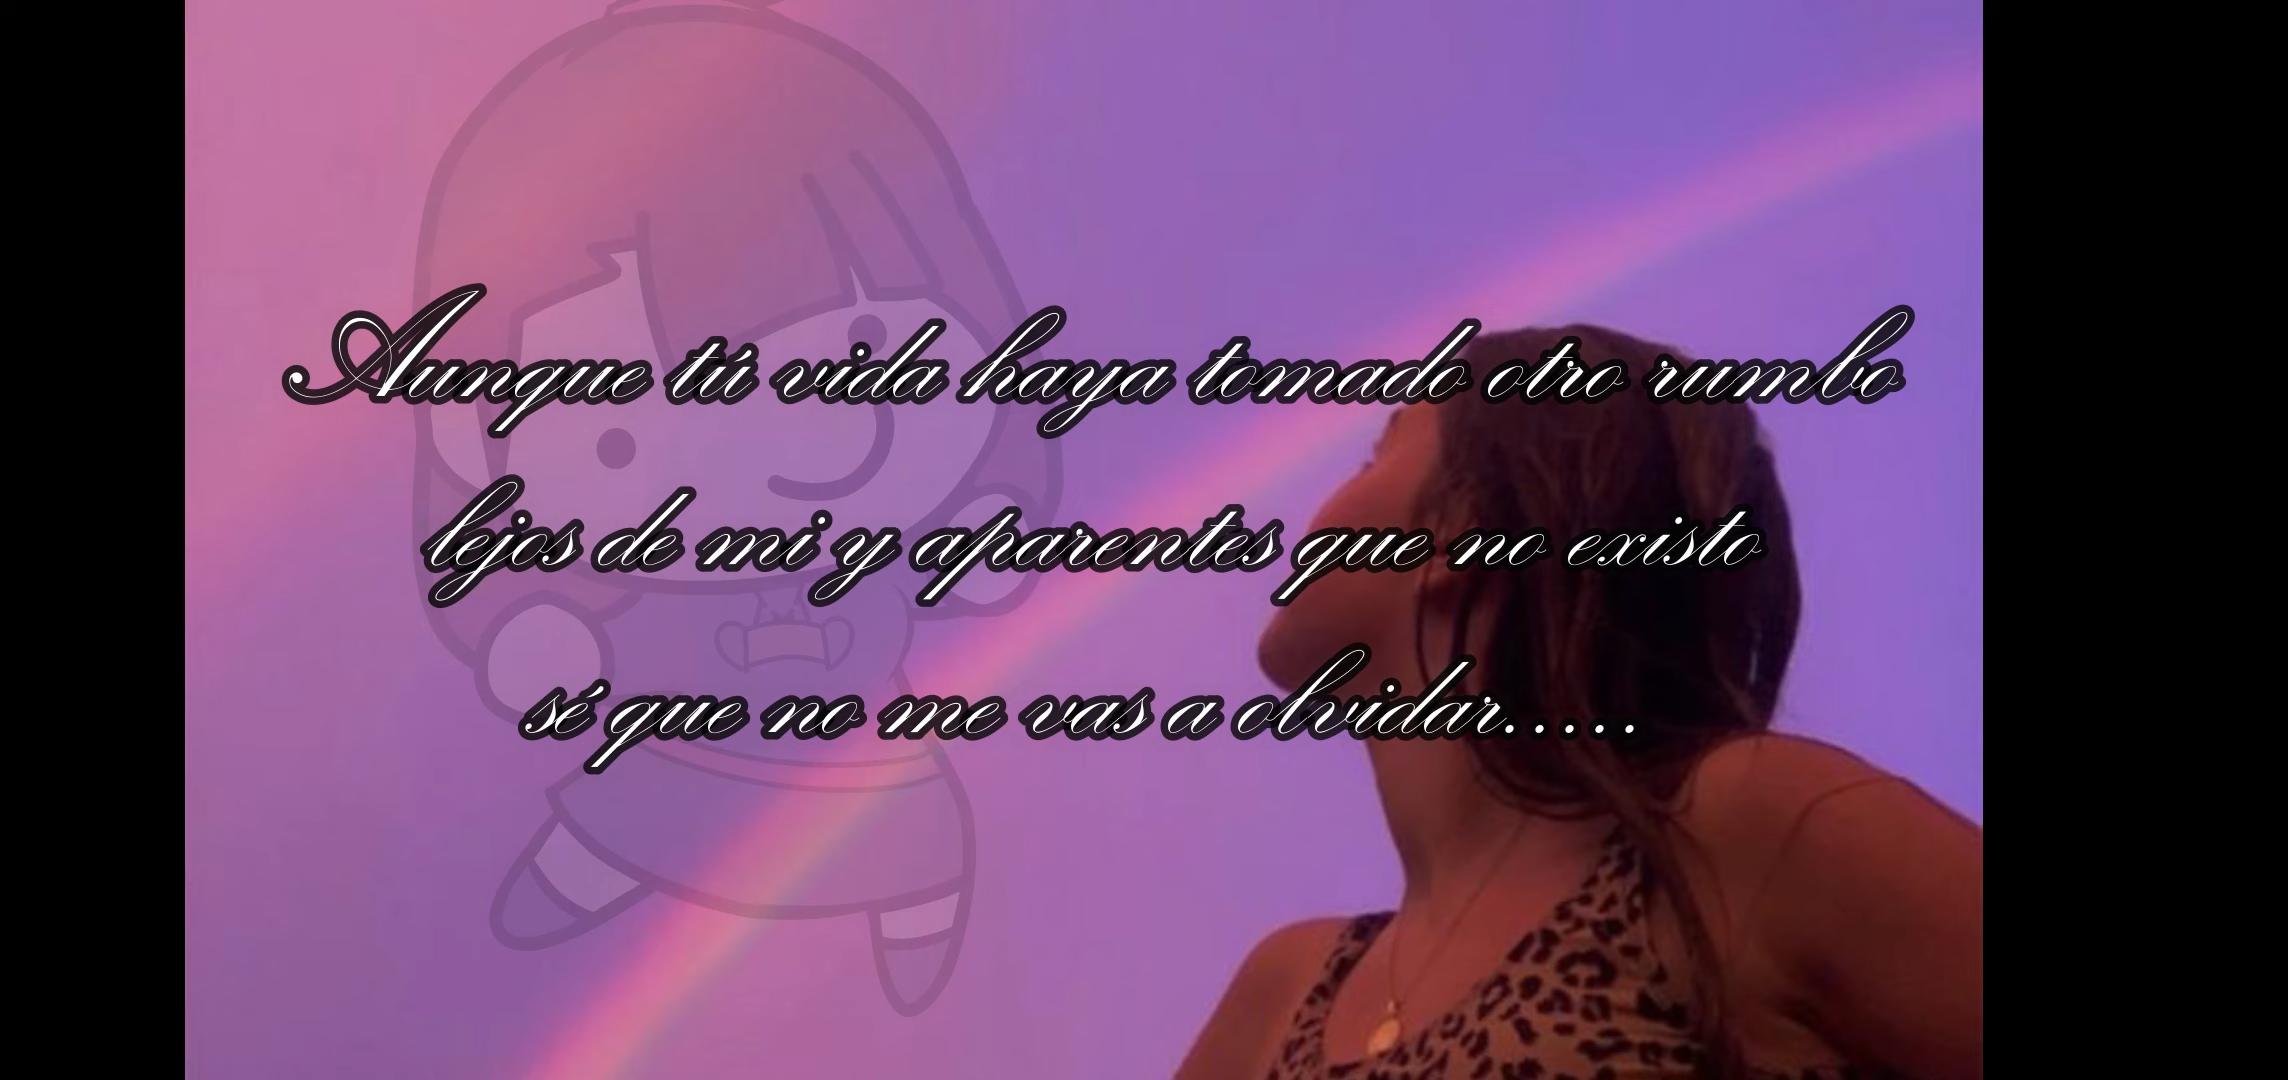 Aunque tú vida haya tomado otro rumbo
lejos de mi y aparentes que no existo
sé que no me vas a olvidar.....